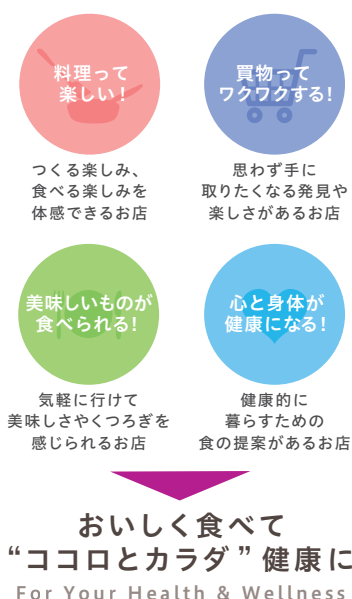 料理って
楽しい！
つくる楽しみ、
食べる楽しみを
体感できるお店
買物って
ワクワクする！
思わず手に
取りたくなる発見や
楽しさがあるお店
美味しいものが
食べられる！
気軽に行けて
美味しさやくつろぎを
感じられるお店
心と身体が
健康になる！
健康的に
暮らすための
食の提案があるお店
おいしく食べて
“ココロとカラダ ” 健康に
For Your Health & Wellness